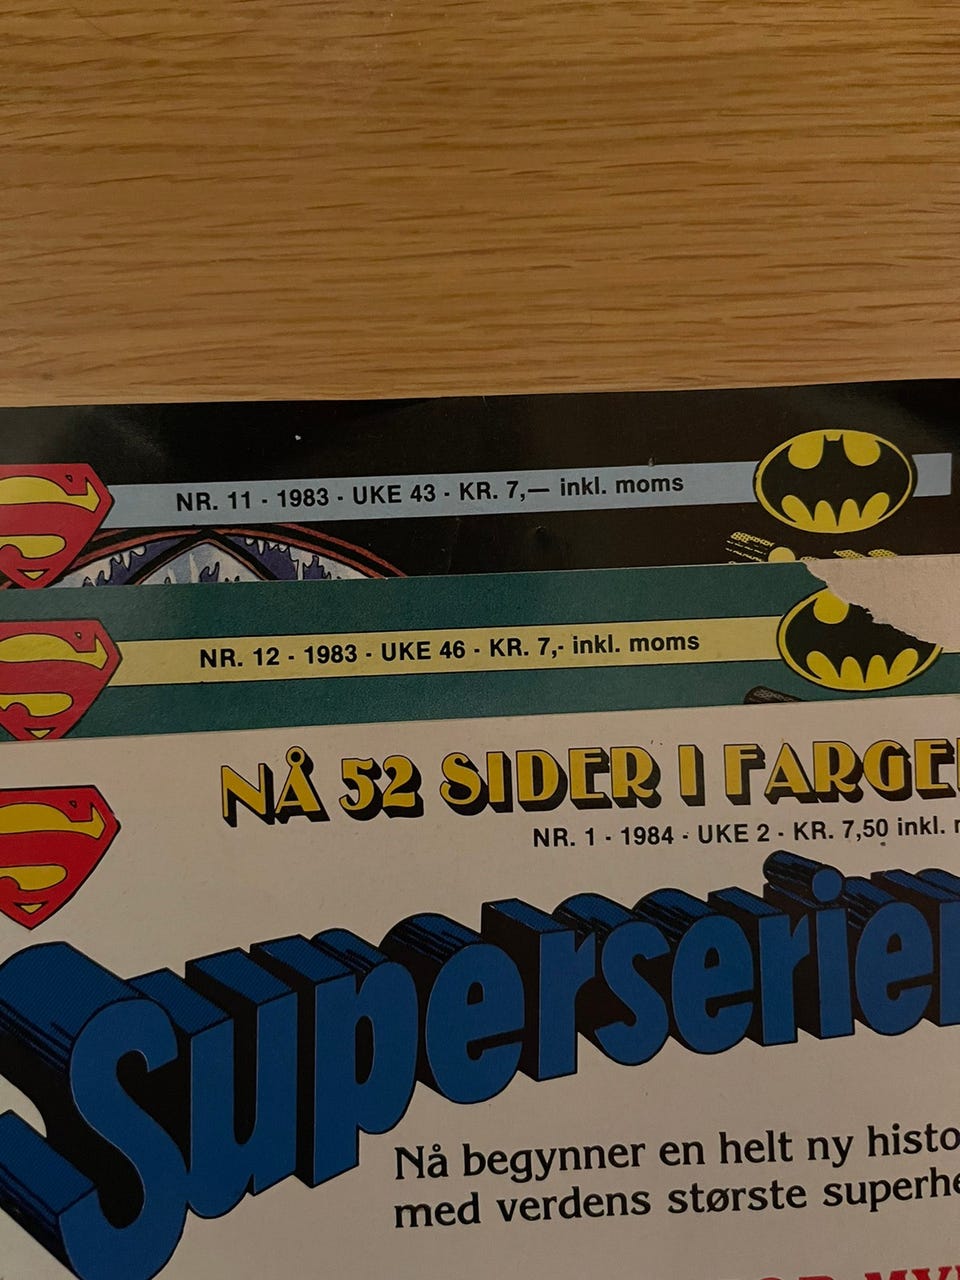 NR. 11 - 1983 - UKE 43 - KR. 7,— inkl. moms
NR. 12 - 1983 - UKE 46 - KR. 7,- inkl. moms
NÅ 52 SIDER I FARGE
NR. 1 - 1984 - UKE 2 - KR. 7,50 inkl.
Superserien
Nå begynner en helt ny histo
med verdens største superhe